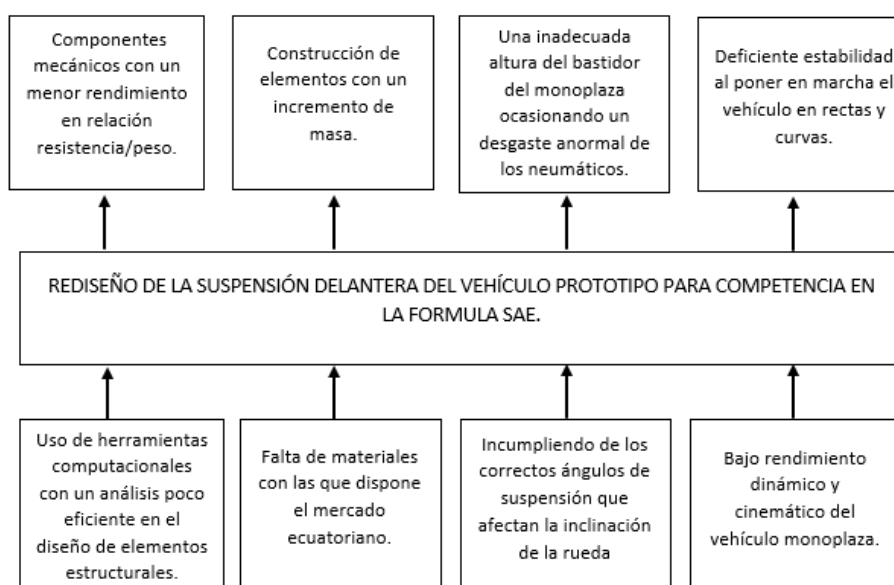 Componentes
mecánicos con un
menor rendimiento
en relación
resistencia/peso.
Construcción de
elementos con un
incremento de
masa.
Una inadecuada
altura del bastidor
del monoplaza
ocasionando un
desgaste anormal de
los neumáticos.
Deficiente estabilidad
al poner en marcha el
vehículo en rectas y
curvas.
REDISEÑO DE LA SUSPENSIÓN DELANTERA DEL VEHÍCULO PROTOTIPO PARA COMPETENCIA EN
LA FORMULA SAE.
Uso de herramientas
computacionales
con un análisis poco
eficiente en el
diseño de elementos
estructurales.
Falta de materiales
con las que dispone
el mercado
ecuatoriano.
Incumpliendo de los
correctos ángulos de
suspensión que
afectan la inclinación
de la rueda
Bajo rendimiento
dinámico y
cinemático del
vehículo monoplaza.